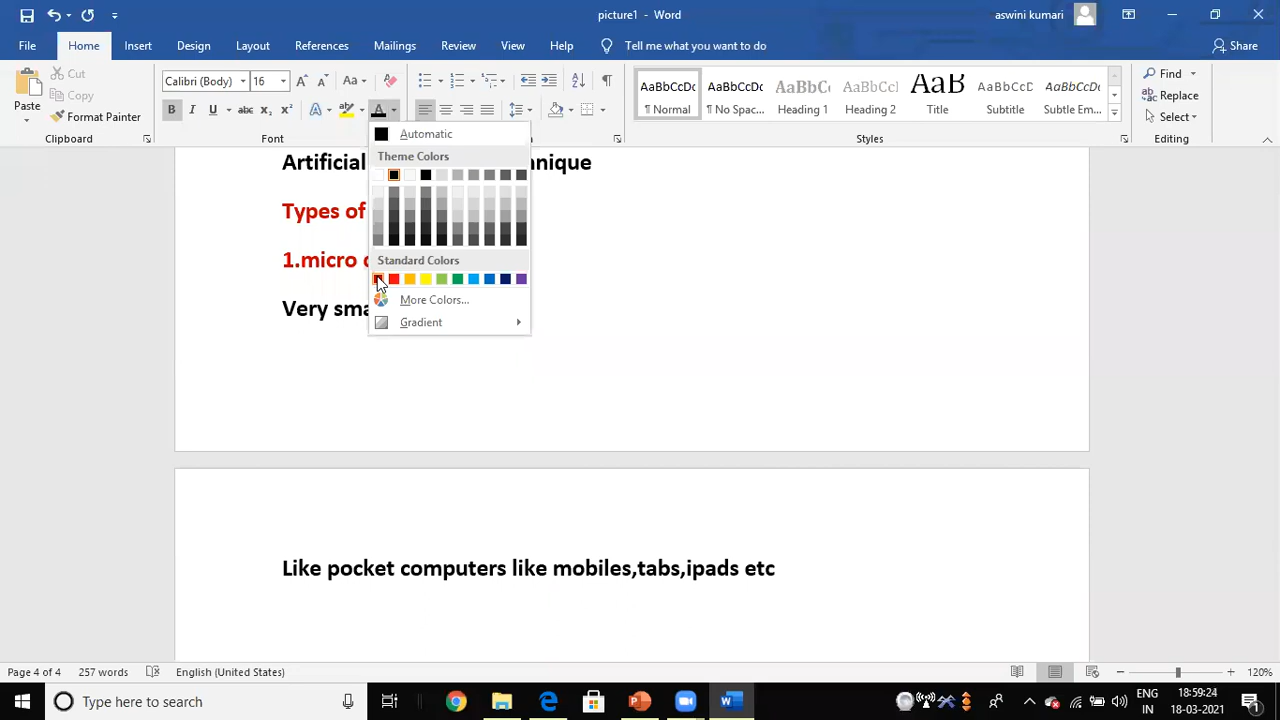 picture1 - Word
aswini kumari
File Home Insert Design Layout References Mailings Review View Help Tell me what you want to do Share
Paste
Cut
Copy
Format Painter
Clipboard
Calibri (Body) 16
Font
Automatic
Theme Colors
Standard Colors
More Colors...
Gradient
AaBbCcDc AaBbCcDc AaBbC AaBbCcC AaB AaBbCcD AaBbCcD
¶ Normal ¶ No Spac... Heading 1 Heading 2 Title Subtitle Subtle Em...
Styles
Find
Replace
Select
Editing
Artificial nique
Types of
1.micro
Very sma
Like pocket computers like mobiles,tabs,ipads etc
Page 4 of 4 257 words English (United States) 120%
Type here to search
ENG
IN
18:59:24
18-03-2021
1